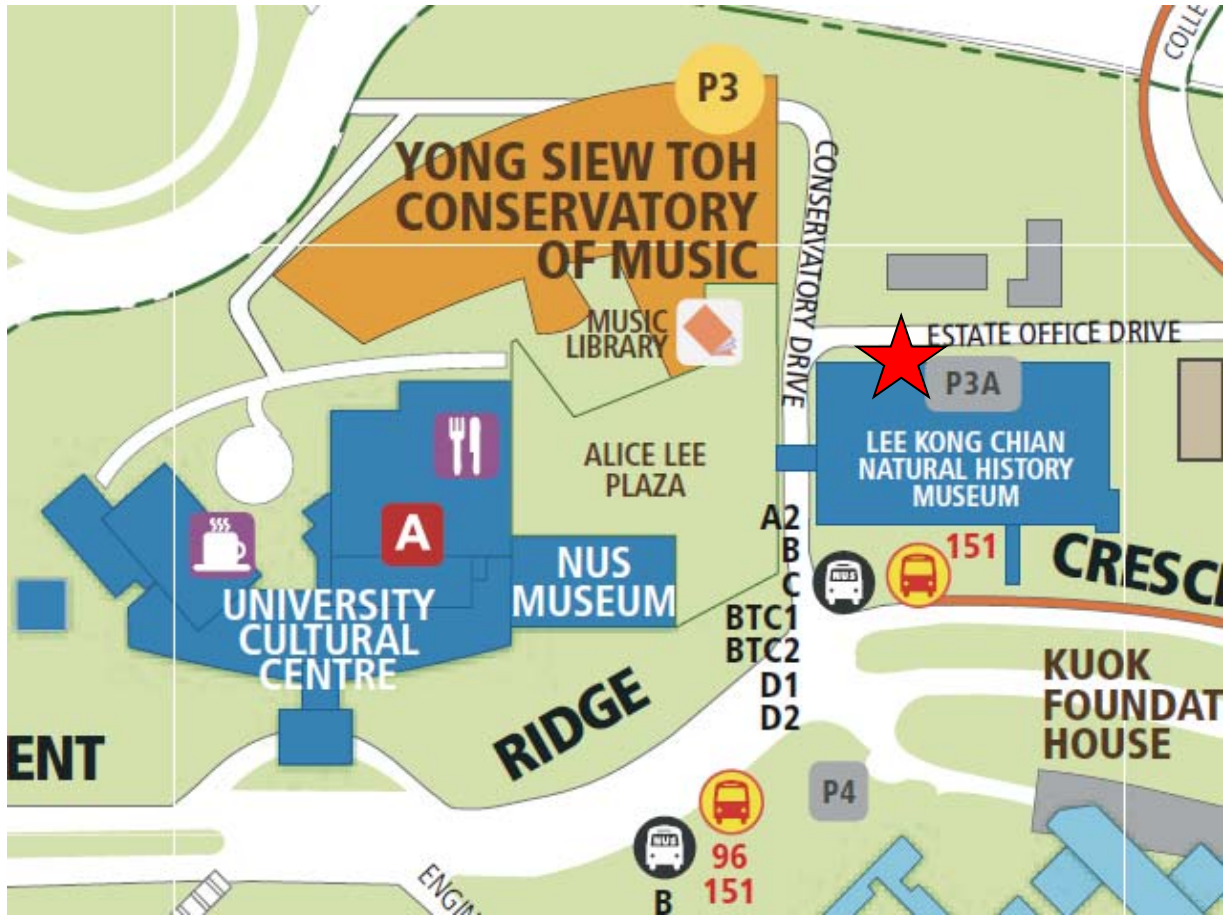 COLLE
P3
YONG SIEW TOH
CONSERVATORY
OF MUSIC
CONSERVATORY DRIVE
MUSIC
LIBRARY
ESTATE OFFICE DRIVE
P3A
LEE KONG CHIAN
NATURAL HISTORY
MUSEUM
ALICE LEE
PLAZA
A
A2
B
C
BTC1
BTC2
D1
D2
NUS
151
CRESC
NUS
MUSEUM
UNIVERSITY
CULTURAL
CENTRE
KUOK
FOUNDAT
HOUSE
RIDGE
ENT
P4
NUS
B
96
151
ENGIN